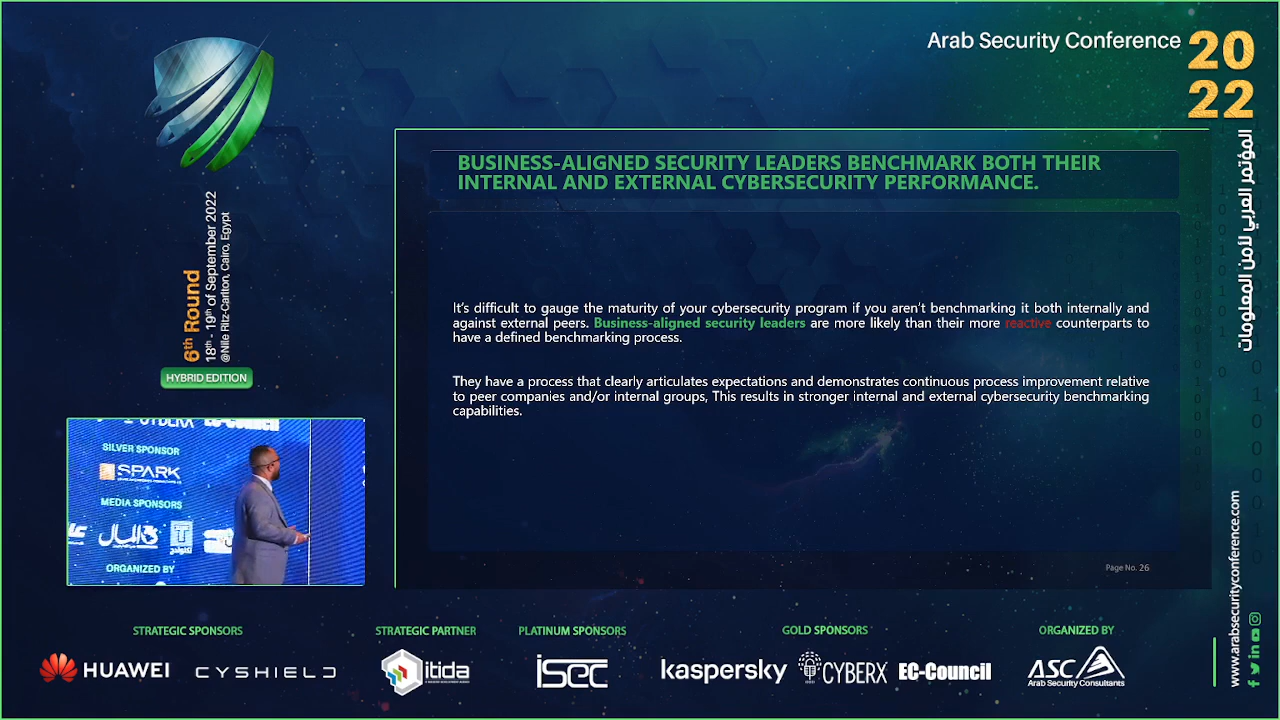 Arab Security Conference
20
22
المؤتمر العربي لأمن المعلومات
6th Round
18th - 19th of September 2022
@Nile Ritz-Carlton, Cairo, Egypt
HYBRID EDITION
BUSINESS-ALIGNED SECURITY LEADERS BENCHMARK BOTH THEIR
INTERNAL AND EXTERNAL CYBERSECURITY PERFORMANCE.
It's difficult to gauge the maturity of your cybersecurity program if you aren't benchmarking it both internally and
against external peers. Business-aligned security leaders are more likely than their more reactive counterparts to
have a defined benchmarking process.
They have a process that clearly articulates expectations and demonstrates continuous process improvement relative
to peer companies and/or internal groups, This results in stronger internal and external cybersecurity benchmarking
capabilities.
Page No. 26
EC-Council
SILVER SPONSOR
SPARK
MEDIA SPONSORS
ORGANIZED BY
www.arabsecurityconference.com
STRATEGIC SPONSORS
STRATEGIC PARTNER
PLATINUM SPONSORS
GOLD SPONSORS
ORGANIZED BY
HUAWEI
CYSHIELD
itida
isec
kaspersky
CYBERX
EC-Council
ASC
Arab Security Consultants